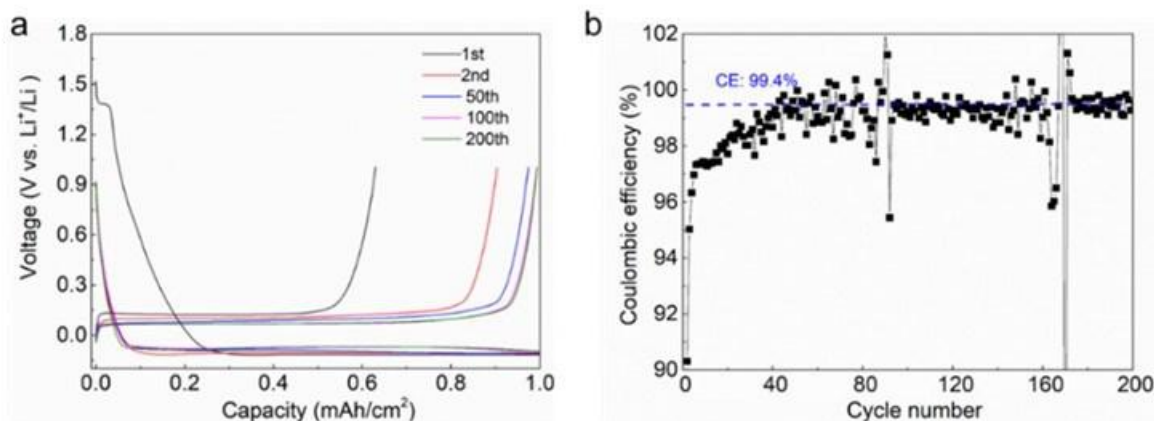 a
1.8
1.5
1.2
0.9
0.6
0.3
0.0
Voltage (V vs. Li⁺/Li)
1st
2nd
50th
100th
200th
0.0 0.2 0.4 0.6 0.8 1.0
Capacity (mAh/cm²)
b
102
100
98
96
94
92
90
Coulombic efficiency (%)
CE: 99.4%
0 40 80 120 160 200
Cycle number